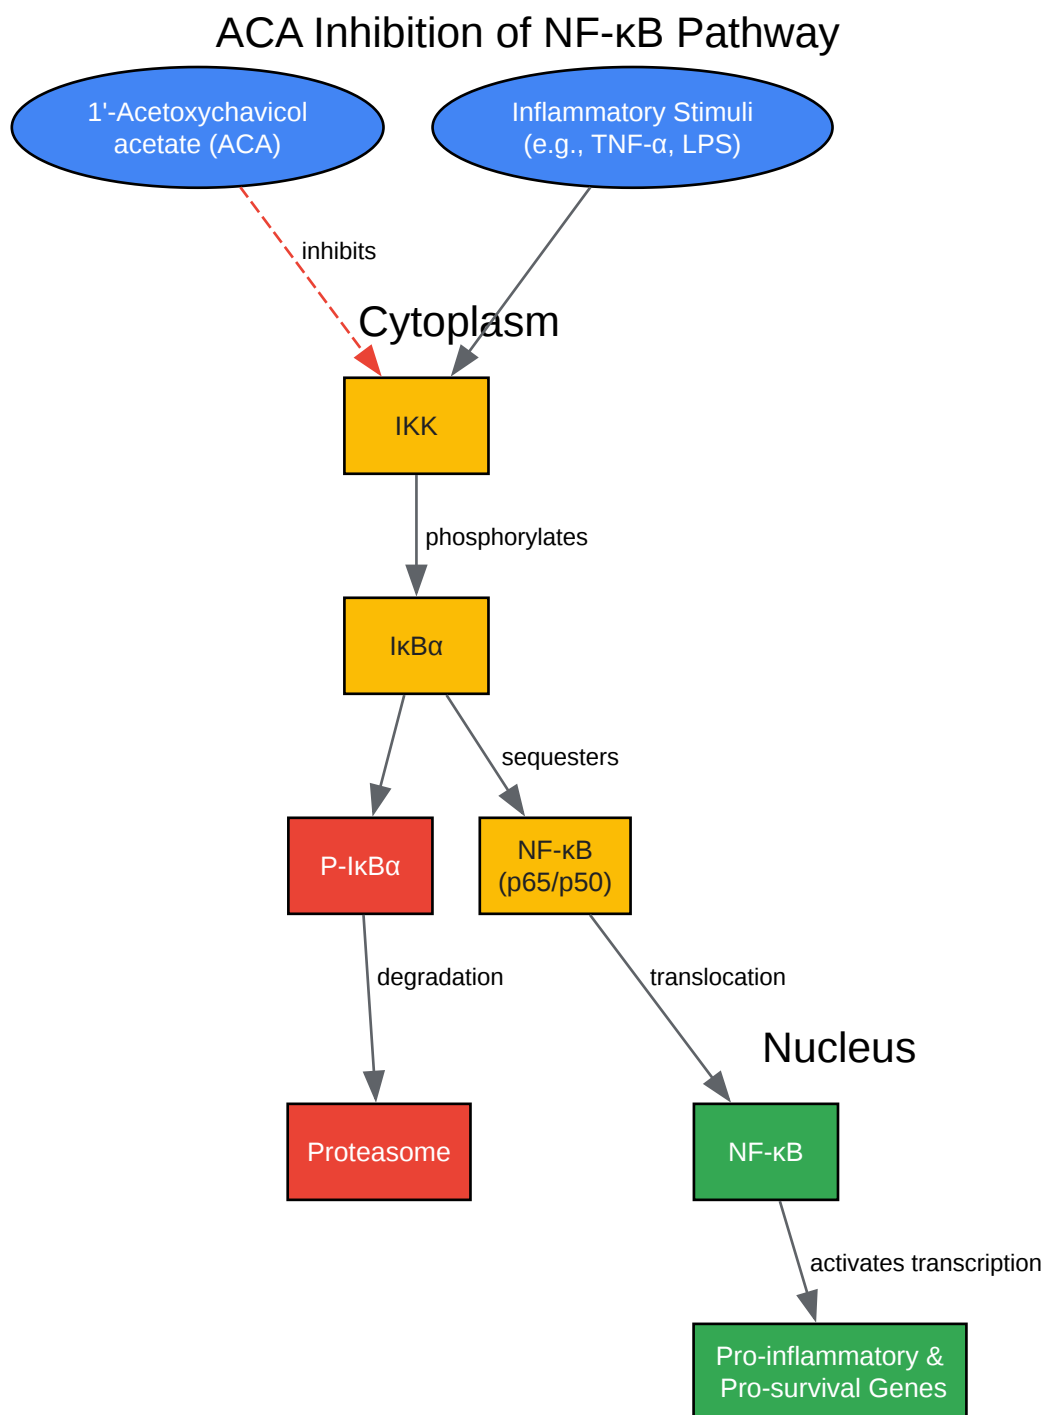 ACA Inhibition of NF-κB Pathway
1'-Acetoxychavicol
acetate (ACA)
Inflammatory Stimuli
(e.g., TNF-α, LPS)
inhibits
Cytoplasm
IKK
phosphorylates
IκBα
sequesters
P-IκBα
NF-κB
(p65/p50)
degradation
translocation
Nucleus
Proteasome
NF-κB
activates transcription
Pro-inflammatory &
Pro-survival Genes